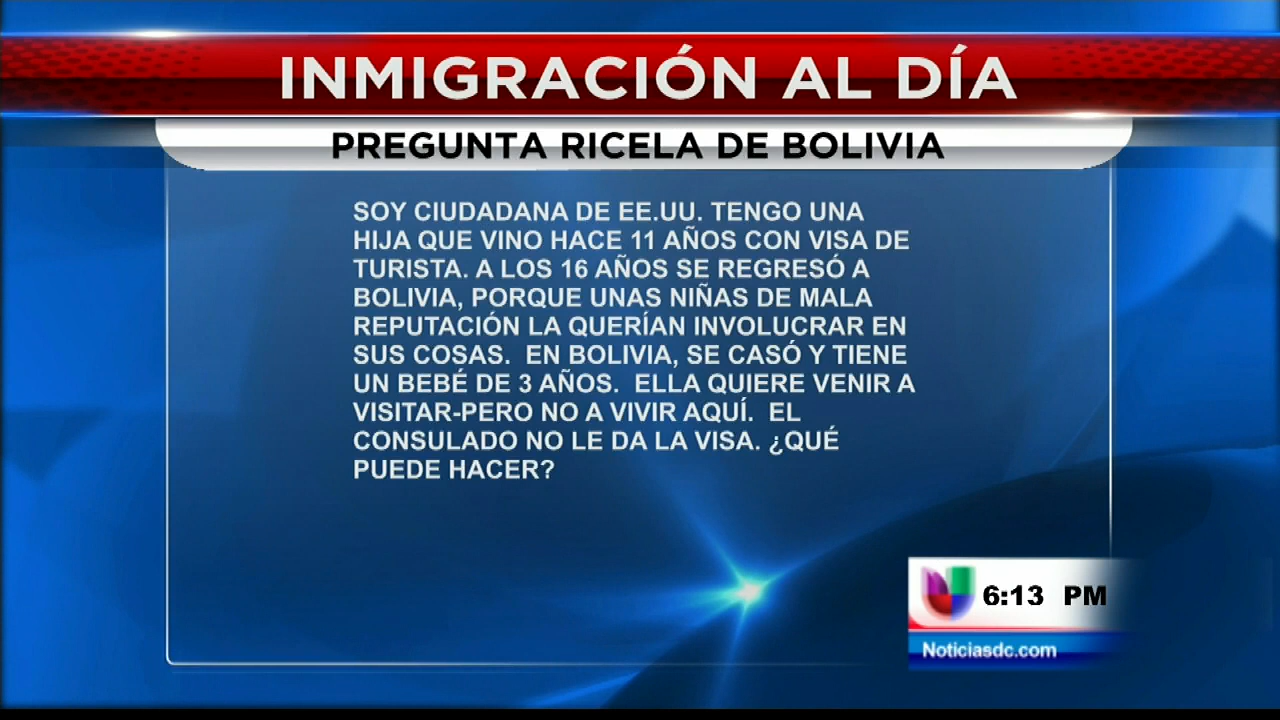 INMIGRACIÓN AL DÍA
PREGUNTA RICELA DE BOLIVIA
SOY CIUDADANA DE EE.UU. TENGO UNA
HIJA QUE VINO HACE 11 AÑOS CON VISA DE
TURISTA. A LOS 16 AÑOS SE REGRESÓ A
BOLIVIA, PORQUE UNAS NIÑAS DE MALA
REPUTACIÓN LA QUERÍAN INVOLUCRAR EN
SUS COSAS.  EN BOLIVIA, SE CASÓ Y TIENE
UN BEBÉ DE 3 AÑOS.  ELLA QUIERE VENIR A
VISITAR-PERO NO A VIVIR AQUÍ.  EL
CONSULADO NO LE DA LA VISA. ¿QUÉ
PUEDE HACER?
6:13 PM
Noticiasdc.com